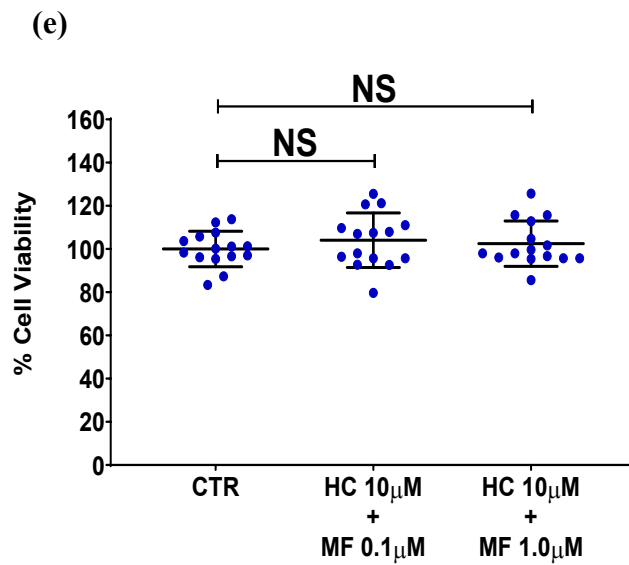 (e)
NS
NS
% Cell Viability
160
140
120
100
80
60
40
20
0
CTR
HC 10μM
+
MF 0.1μM
HC 10μM
+
MF 1.0μM